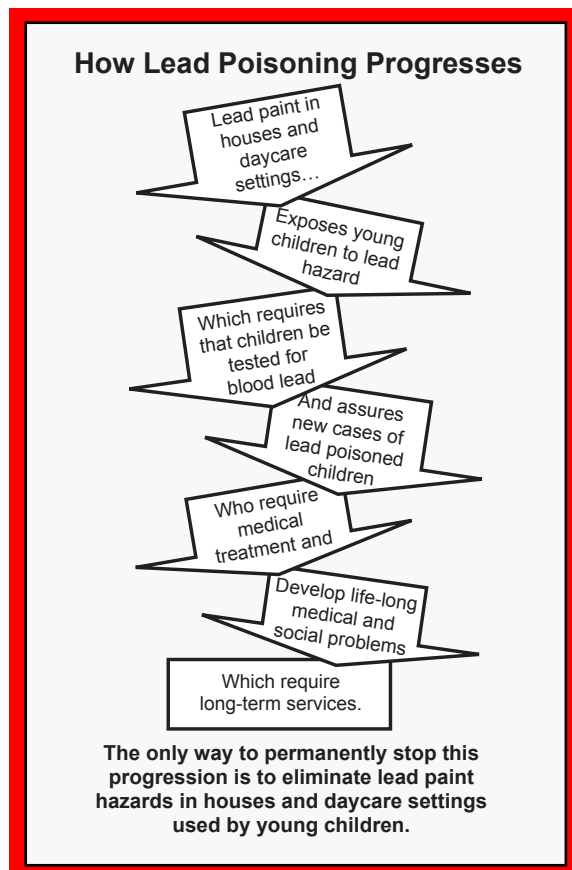 How Lead Poisoning Progresses
Lead paint in
houses and
daycare
settings…
Exposes young
children to lead
hazard
Which requires
that children be
tested for
blood lead
And assures
new cases of
lead poisoned
children
Who require
medical
treatment and
Develop life-long
medical and
social problems
Which require
long-term services.
The only way to permanently stop this
progression is to eliminate lead paint
hazards in houses and daycare settings
used by young children.